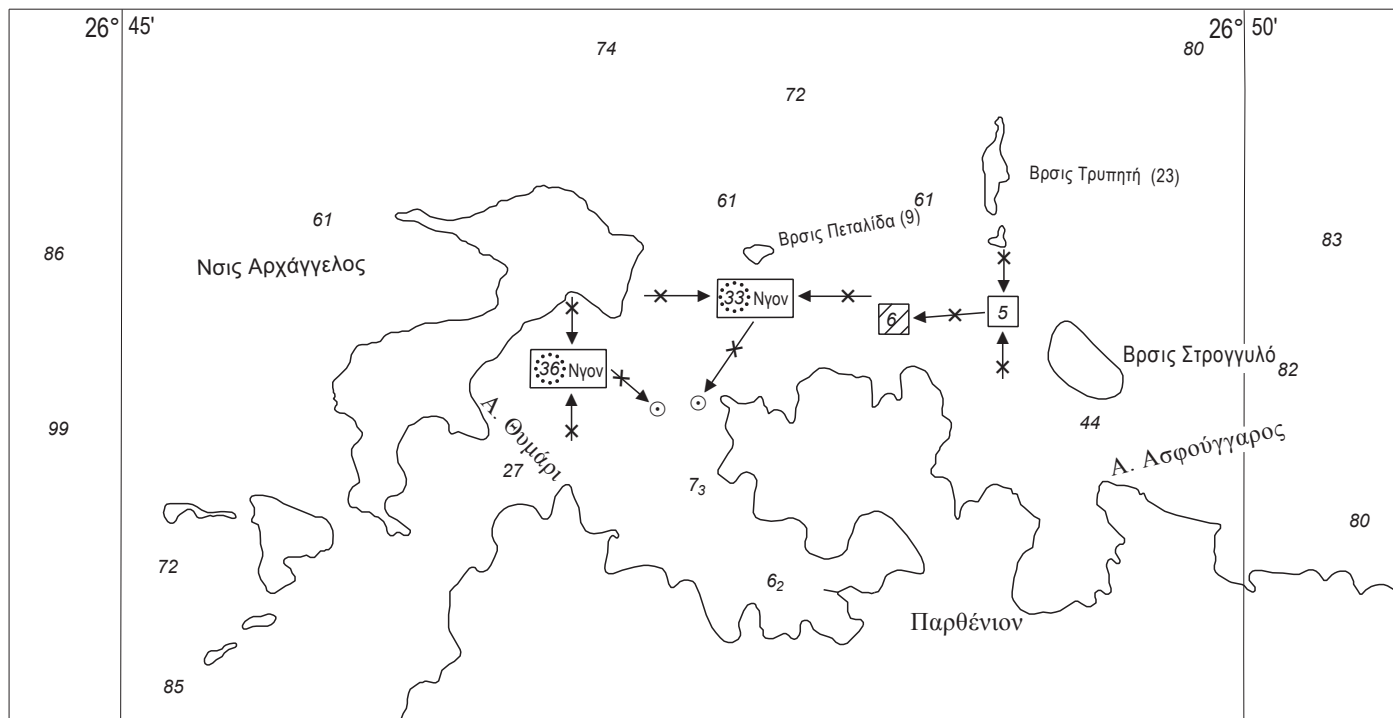 26° 45'
26° 50'
74
80
72
Βρσις Τρυπητή (23)
61
61
61
Βρσις Πεταλίδα (9)
86
83
Νσις Αρχάγγελος
33 Νγον
6
5
Βρσις Στρογγυλό
36 Νγον
82
Α. Θυμάρι
99
44
Α. Ασφούγγαρος
27
7₃
80
72
6₂
Παρθένιον
85